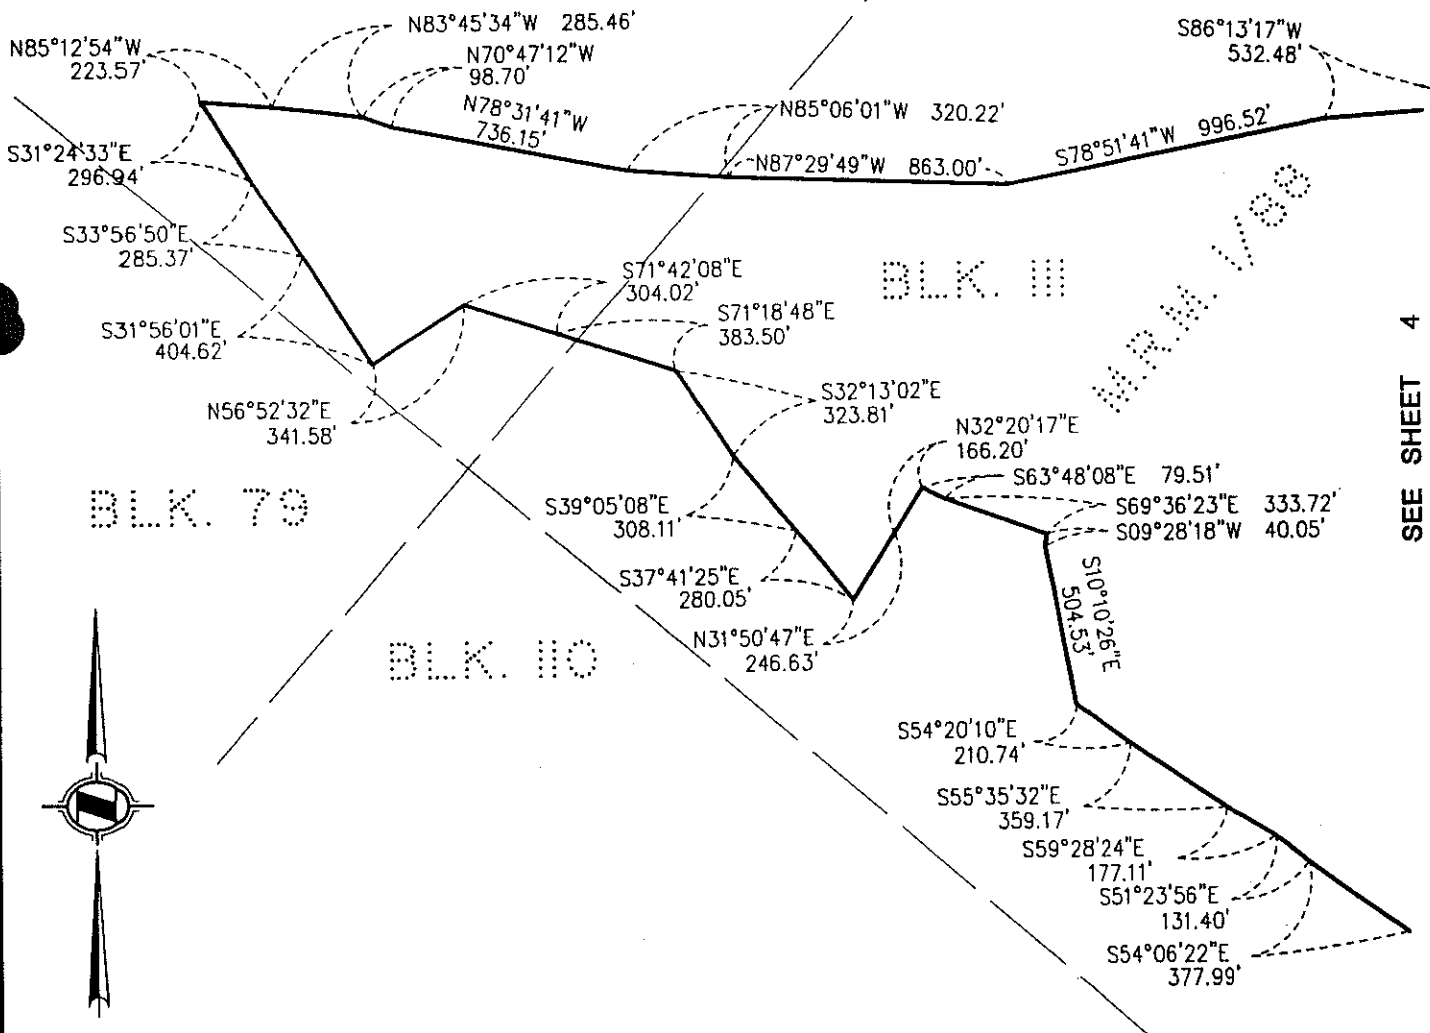 N85°12'54"W
223.57'
N83°45'34"W 285.46'
N70°47'12"W
98.70'
N78°31'41"W
736.15'
N85°06'01"W 320.22'
N87°29'49"W 863.00'
S78°51'41"W 996.52'
S86°13'17"W
532.48'
S31°24'33"E
296.94'
S33°56'50"E
285.37'
S31°56'01"E
404.62'
N56°52'32"E
341.58'
S71°42'08"E
304.02'
S71°18'48"E
383.50'
BLK. 111
M.R.M. 1/88
SEE SHEET 4
S32°13'02"E
323.81'
N32°20'17"E
166.20'
S63°48'08"E 79.51'
S69°36'23"E 333.72'
S09°28'18"W 40.05'
BLK. 79
S39°05'08"E
308.11'
S37°41'25"E
280.05'
N31°50'47"E
246.63'
S10°10'26"E
504.53'
BLK. 110
S54°20'10"E
210.74'
S55°35'32"E
359.17'
S59°28'24"E
177.11'
S51°23'56"E
131.40'
S54°06'22"E
377.99'